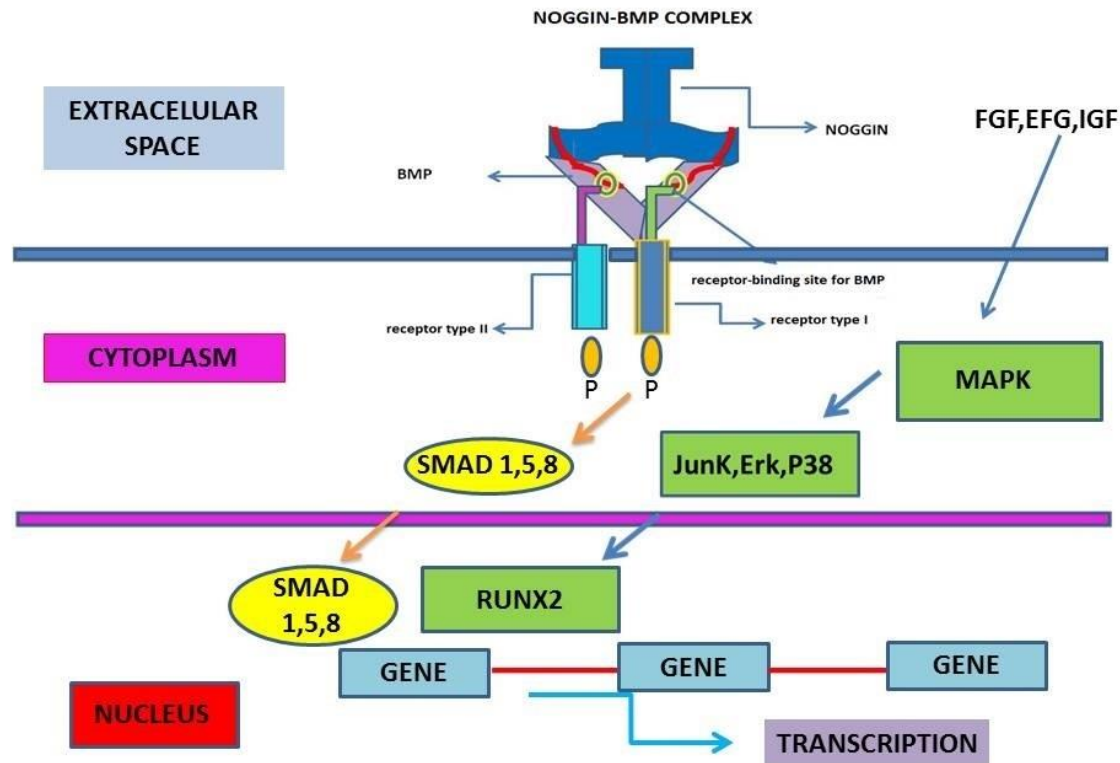 NOGGIN-BMP COMPLEX
EXTRACELULAR
SPACE
NOGGIN
FGF,EFG,IGF
BMP
receptor-binding site for BMP
receptor type II
receptor type I
CYTOPLASM
MAPK
P
P
SMAD 1,5,8
JunK,Erk,P38
SMAD
1,5,8
RUNX2
GENE
GENE
GENE
NUCLEUS
TRANSCRIPTION